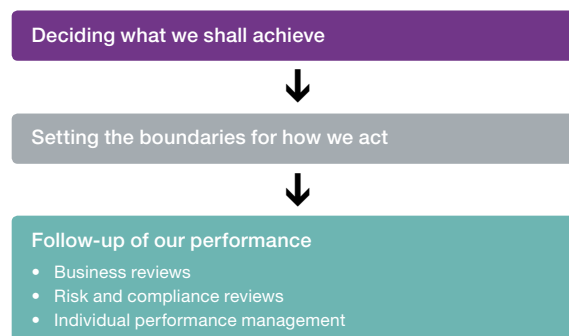 Deciding what we shall achieve
Setting the boundaries for how we act
Follow-up of our performance
• Business reviews
• Risk and compliance reviews
• Individual performance management